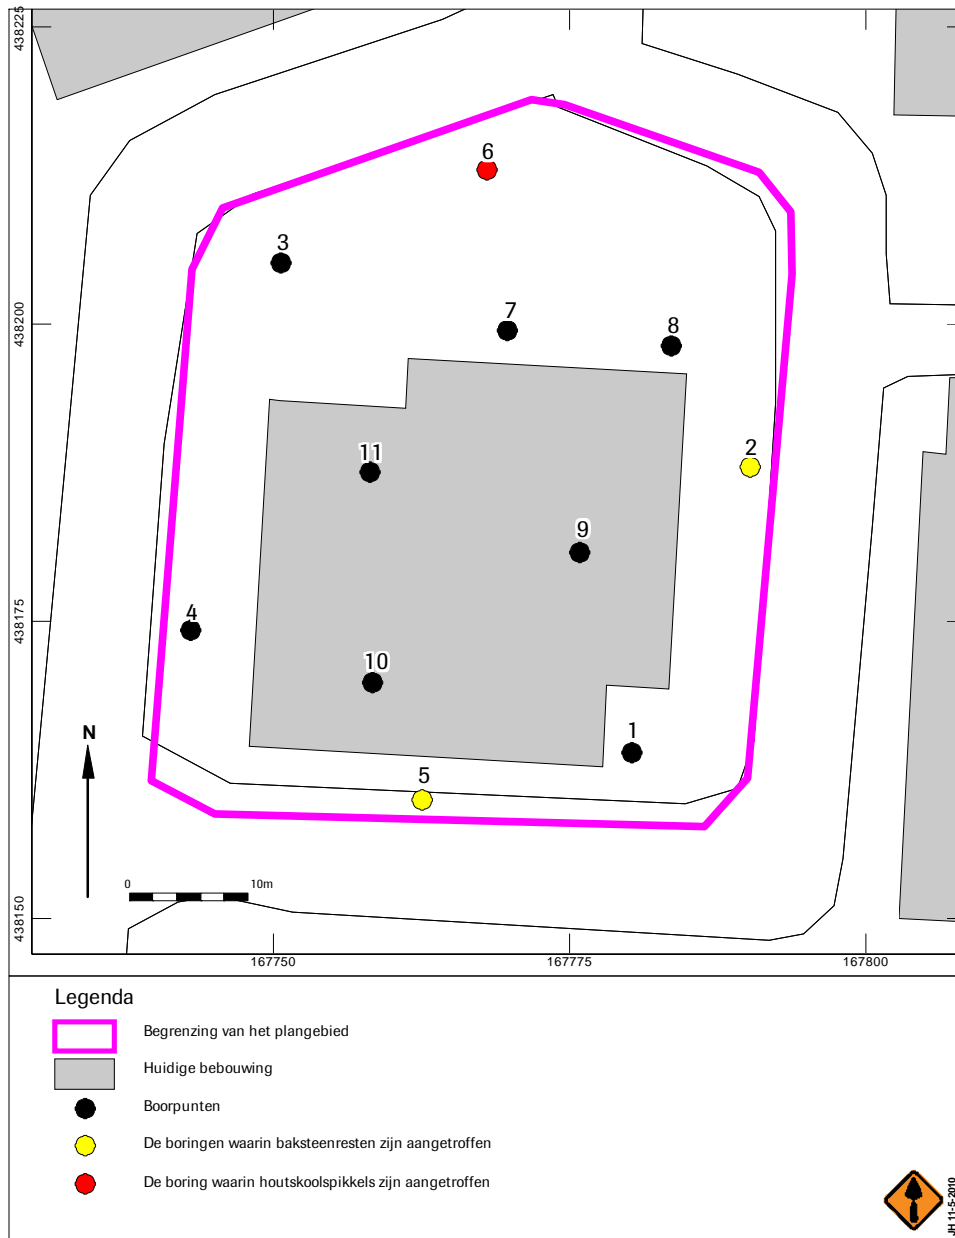 438225
6
3
7
8
438200
2
11
9
438175
4
10
1
N
5
0 10m
438150
167750 167775 167800
Legenda
Begrenzing van het plangebied
Huidige bebouwing
Boorpunten
De boringen waarin baksteenresten zijn aangetroffen
De boring waarin houtskoolspikkels zijn aangetroffen
JH 11-5-2010